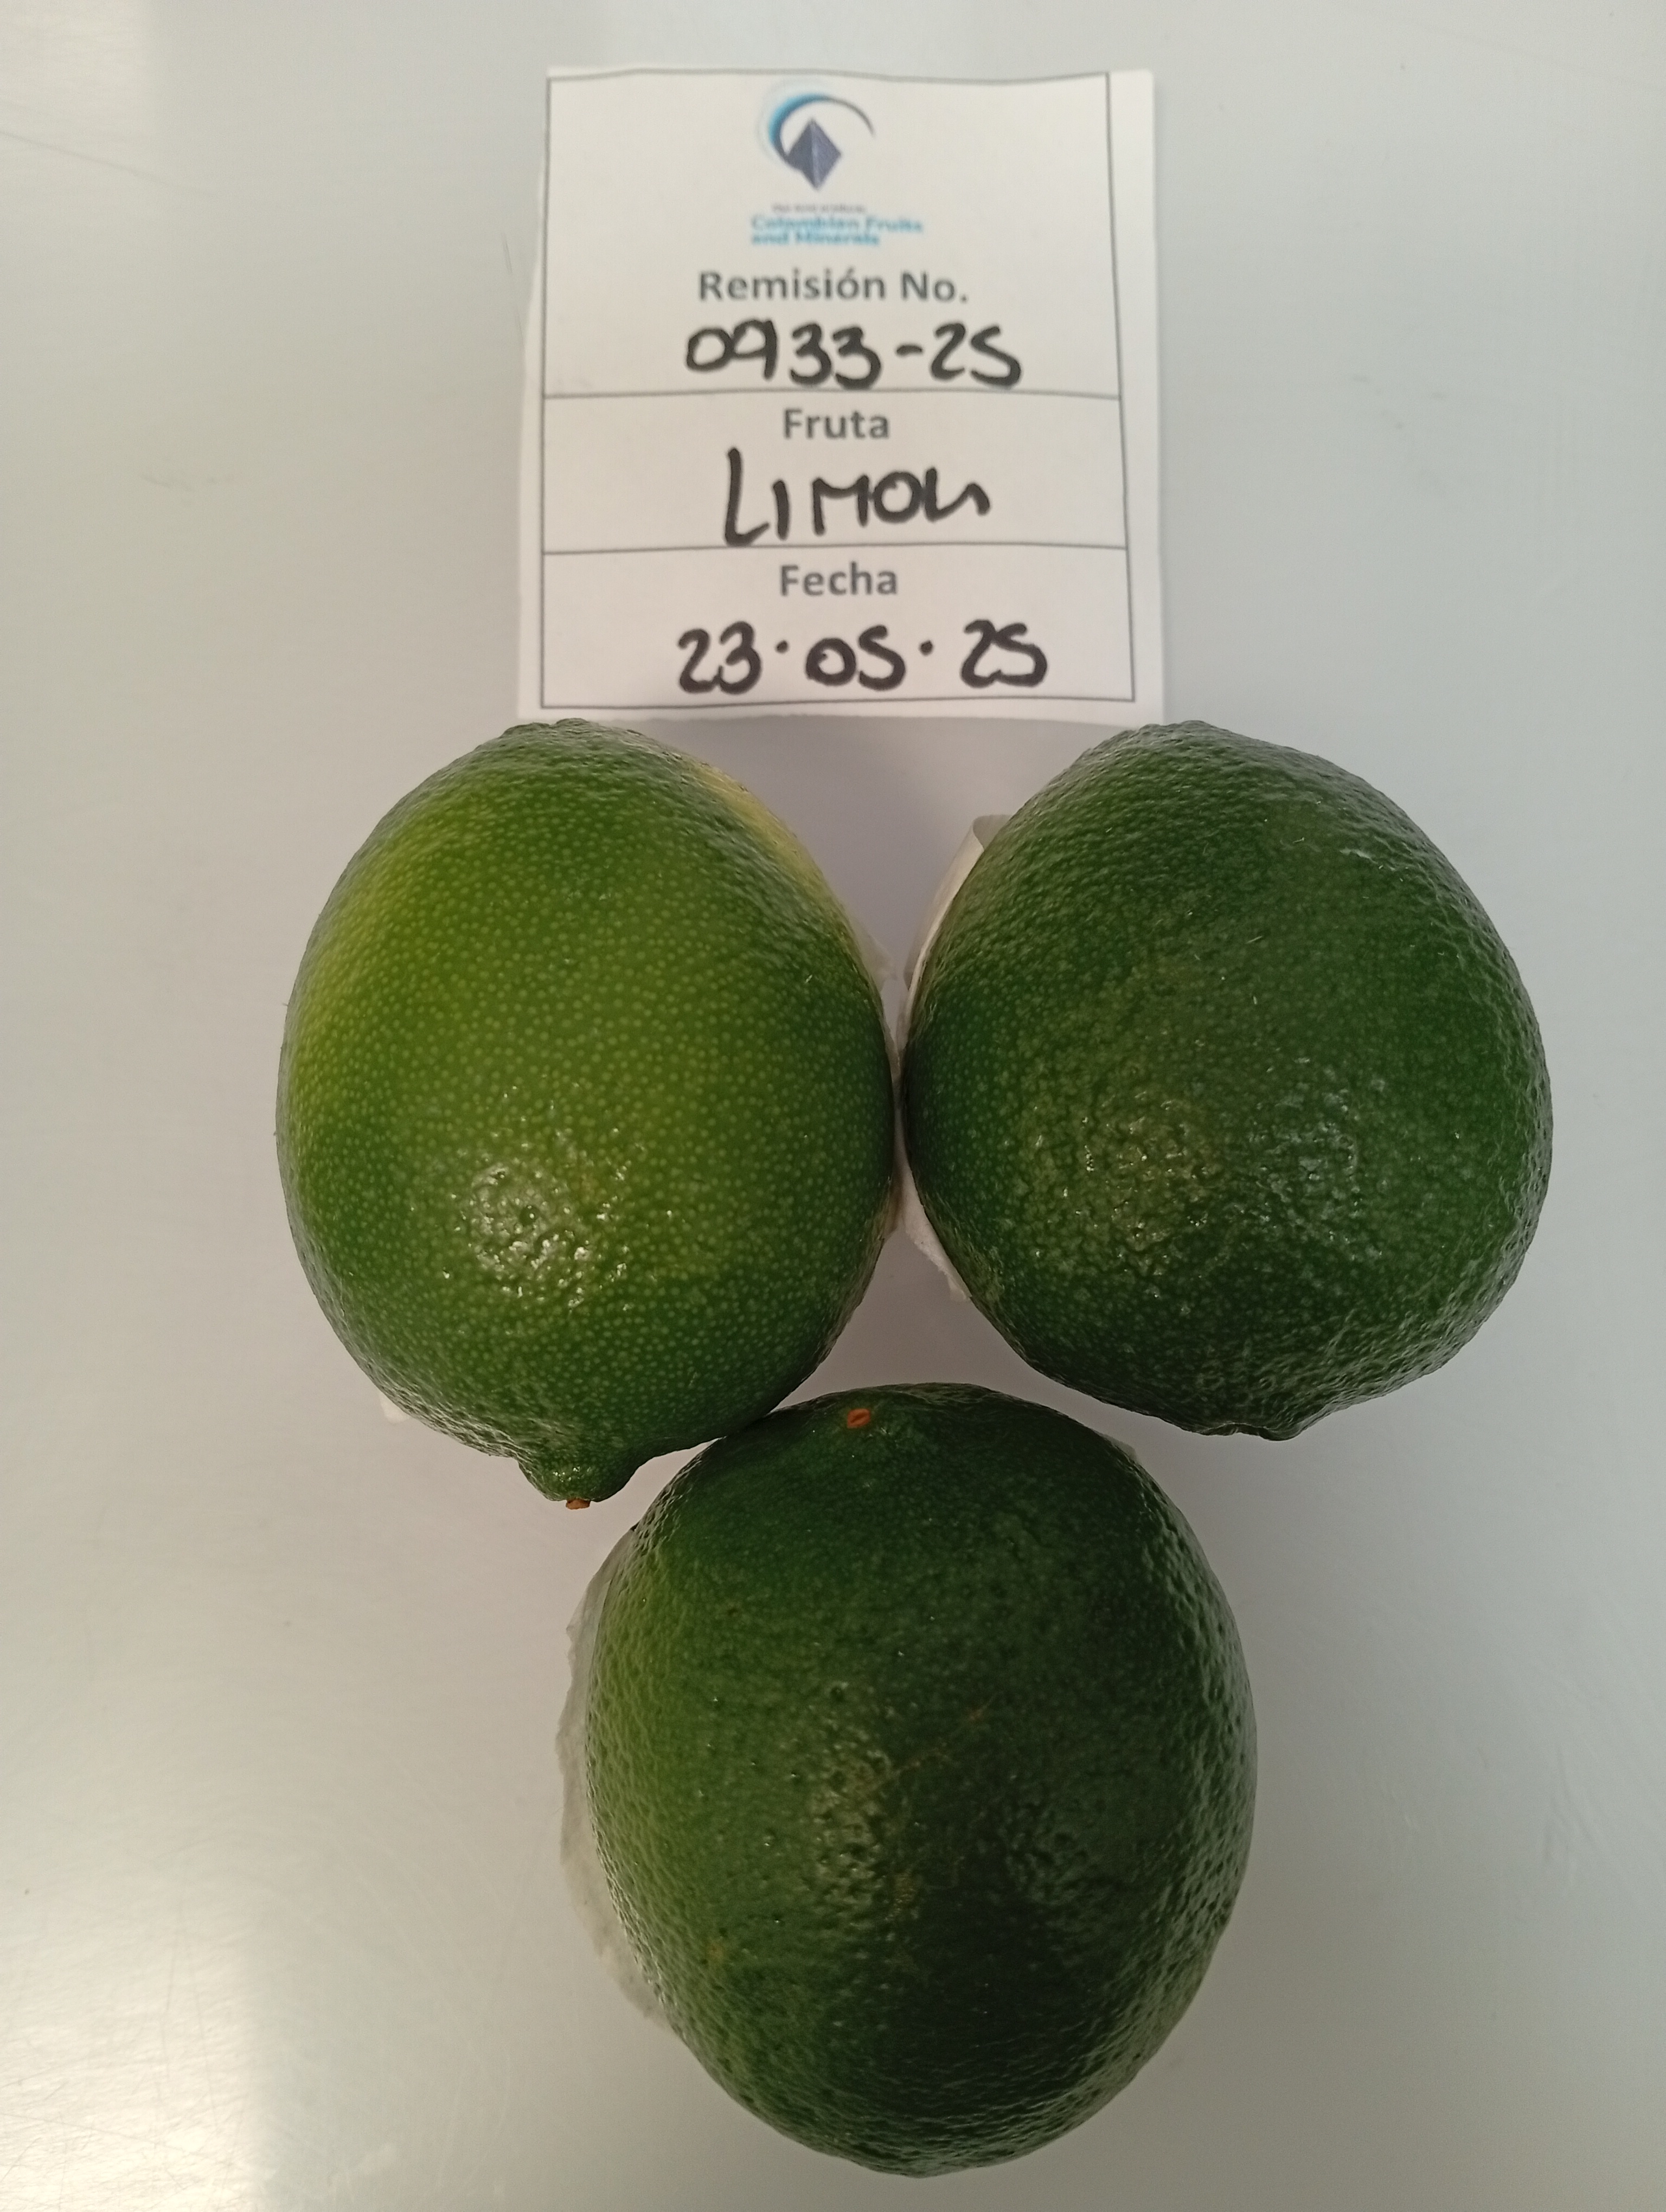 Colombian Fruits
and Minerals
Remisión No.
0933-25
Fruta
LIMON
Fecha
23·05·25